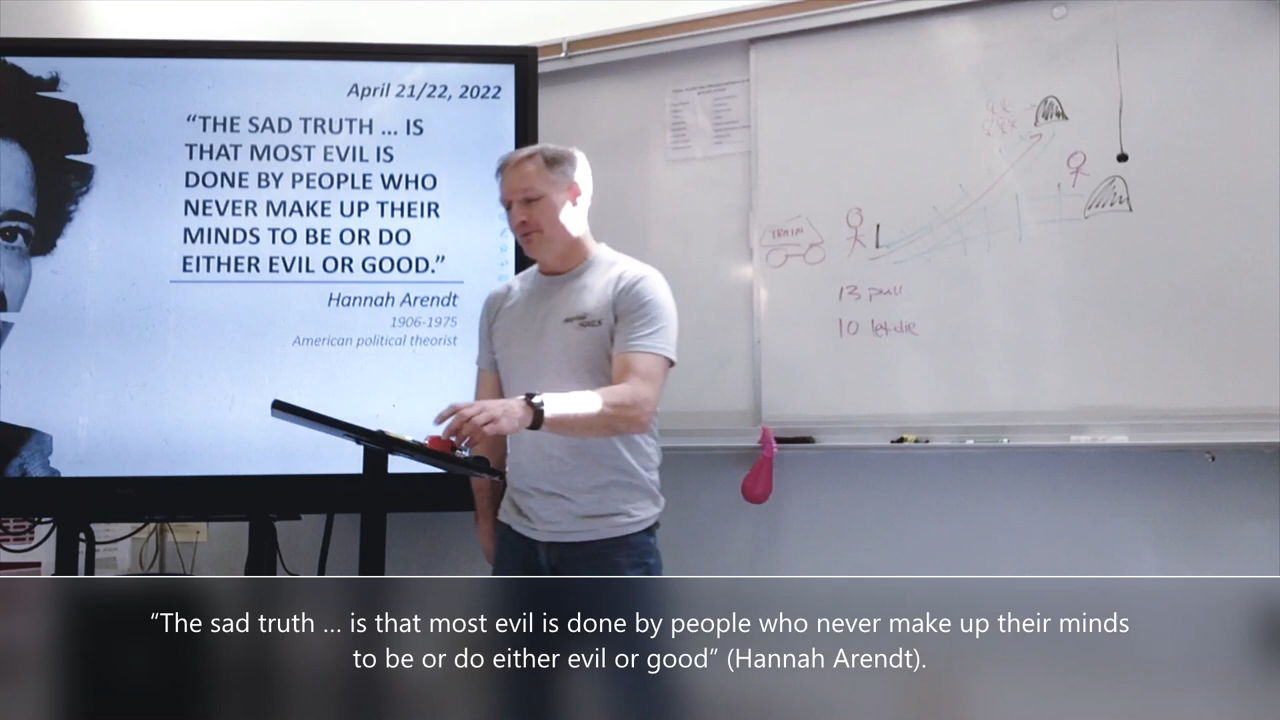 April 21/22, 2022
“THE SAD TRUTH ... IS
THAT MOST EVIL IS
DONE BY PEOPLE WHO
NEVER MAKE UP THEIR
MINDS TO BE OR DO
EITHER EVIL OR GOOD.”
Hannah Arendt
1906-1975
American political theorist
TRAIN
13 pull
10 let die
“The sad truth ... is that most evil is done by people who never make up their minds
to be or do either evil or good” (Hannah Arendt).